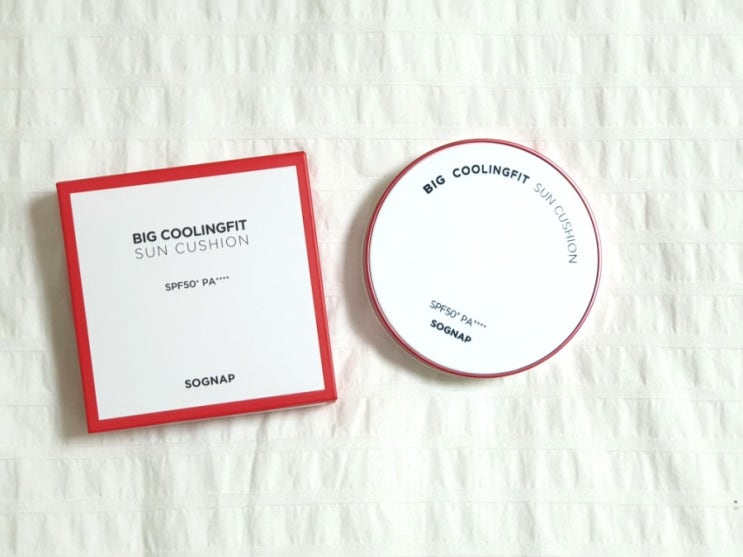 BIG COOLINGFIT
SUN CUSHION
SPF50+ PA++++
SOGNAP
BIG COOLINGFIT SUN CUSHION
SPF50+ PA++++
SOGNAP